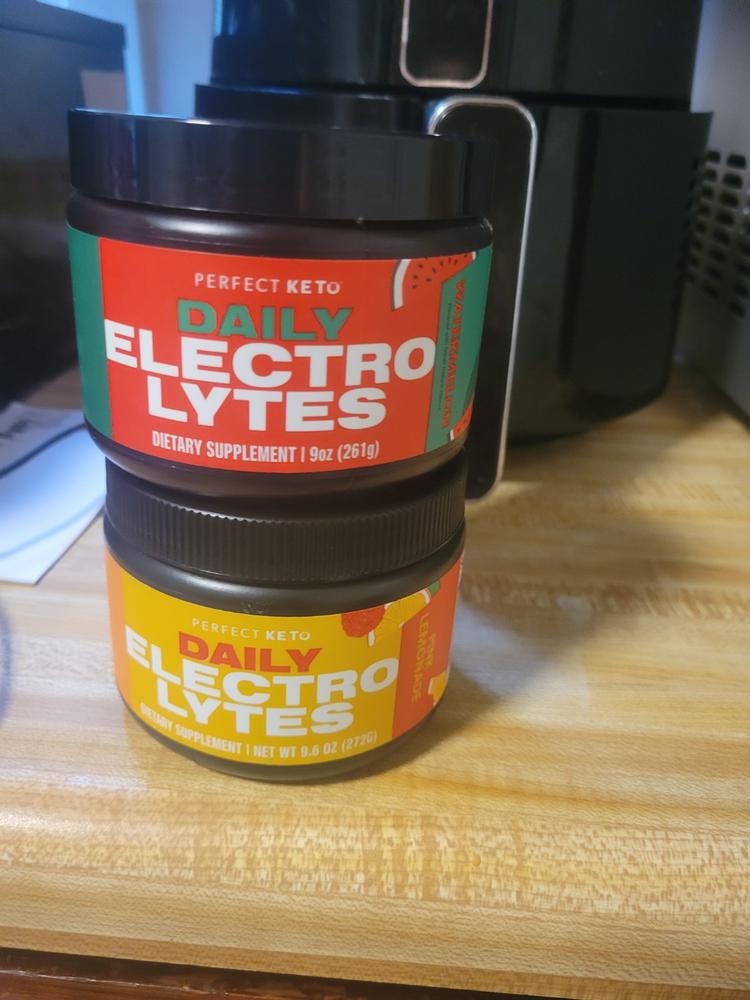 PERFECT KETO
DAILY
ELECTRO
LYTES
DIETARY SUPPLEMENT | 9oz (261g)
WATERMELON
PERFECT KETO
DAILY
ELECTRO
LYTES
DIETARY SUPPLEMENT | NET WT 9.6 OZ (272G)
PINK
LEMONADE